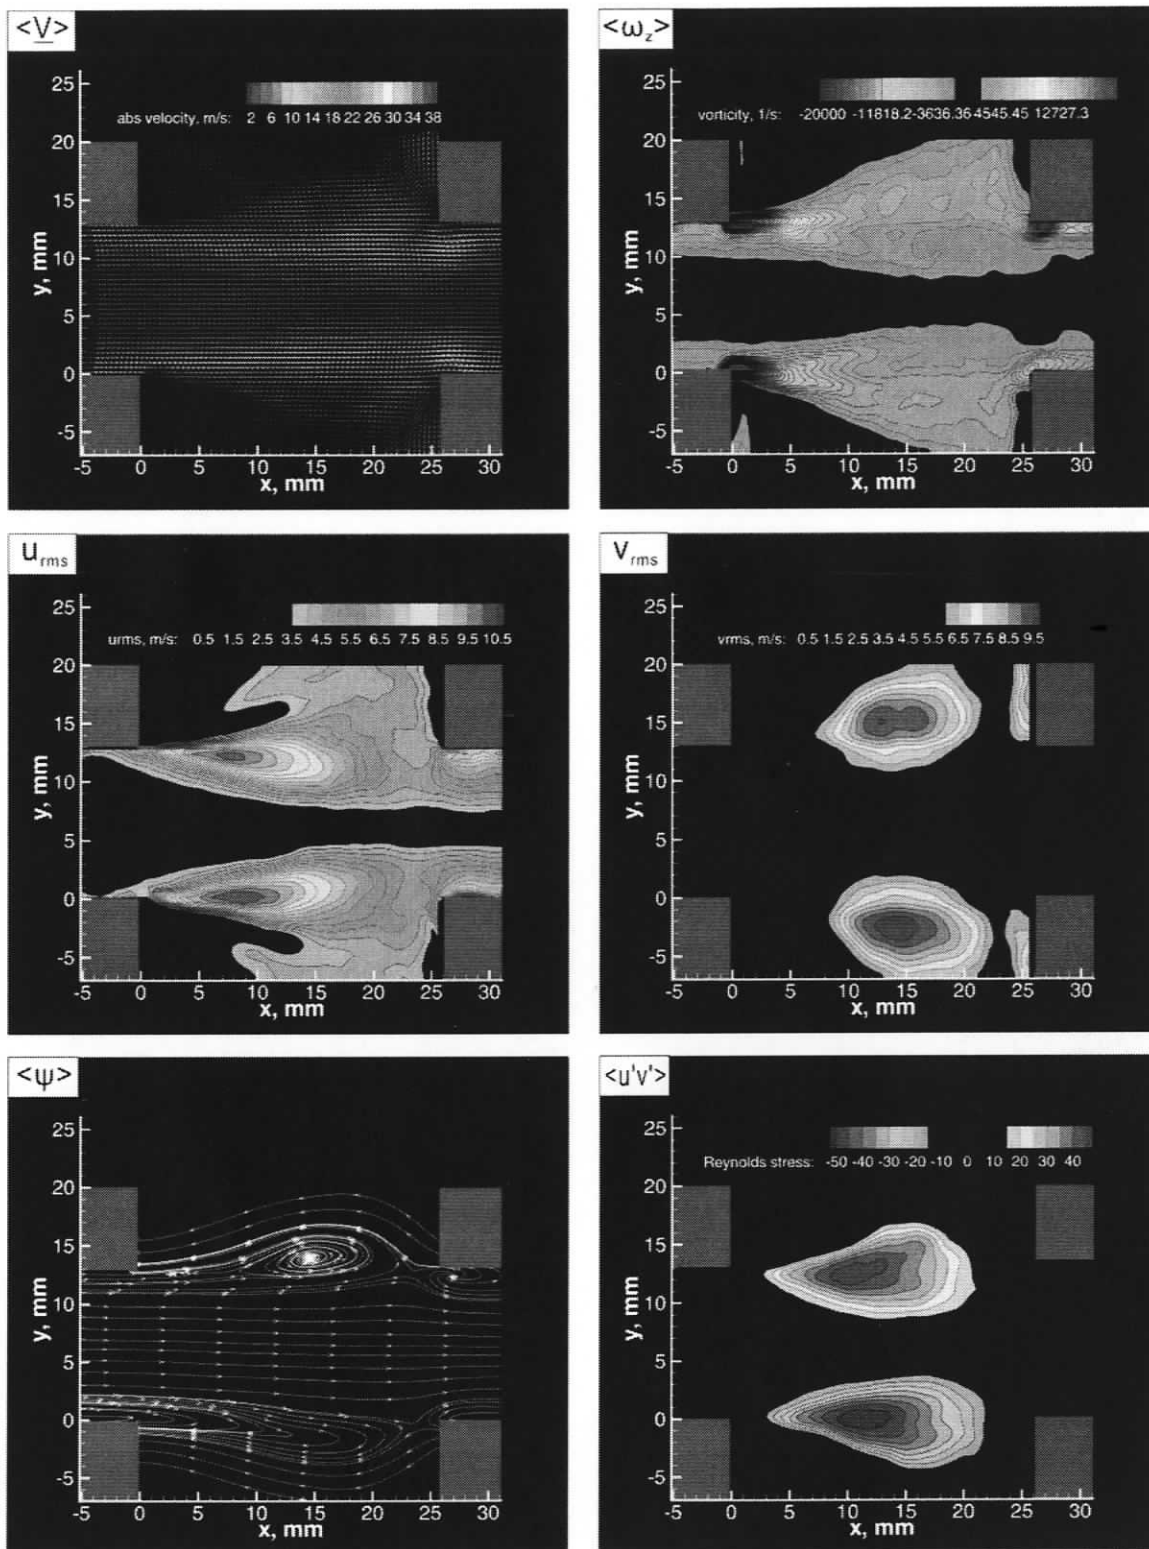 <V>
25
abs velocity, m/s: 2 6 10 14 18 22 26 30 34 38
20
15
10
5
0
-5
y, mm
-5 0 5 10 15 20 25 30
x, mm
<ωz>
25
vorticity, 1/s: -20000 -11818.2-3636.364545.45 12727.3
20
15
10
5
0
-5
y, mm
-5 0 5 10 15 20 25 30
x, mm
urms
25
urms, m/s: 0.5 1.5 2.5 3.5 4.5 5.5 6.5 7.5 8.5 9.5 10.5
20
15
10
5
0
-5
y, mm
-5 0 5 10 15 20 25 30
x, mm
vrms
25
vrms, m/s: 0.5 1.5 2.5 3.5 4.5 5.5 6.5 7.5 8.5 9.5
20
15
10
5
0
-5
y, mm
-5 0 5 10 15 20 25 30
x, mm
<ψ>
25
20
15
10
5
0
-5
y, mm
-5 0 5 10 15 20 25 30
x, mm
<u'v'>
25
Reynolds stress: -50 -40 -30 -20 -10 0 10 20 30 40
20
15
10
5
0
-5
y, mm
-5 0 5 10 15 20 25 30
x, mm